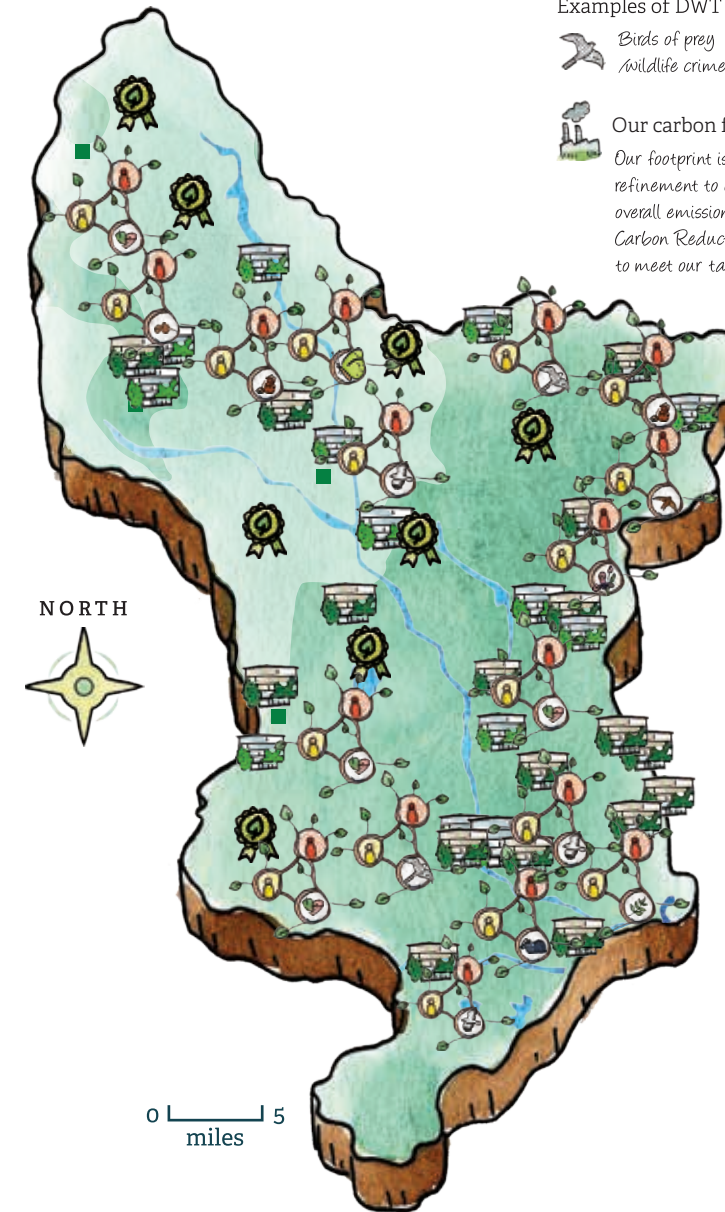 Examples of DWT
Birds of prey
/wildlife crime
Our carbon
Our footprint is
refinement to
overall emission
Carbon Reduc
to meet our ta
NORTH
0 5
miles